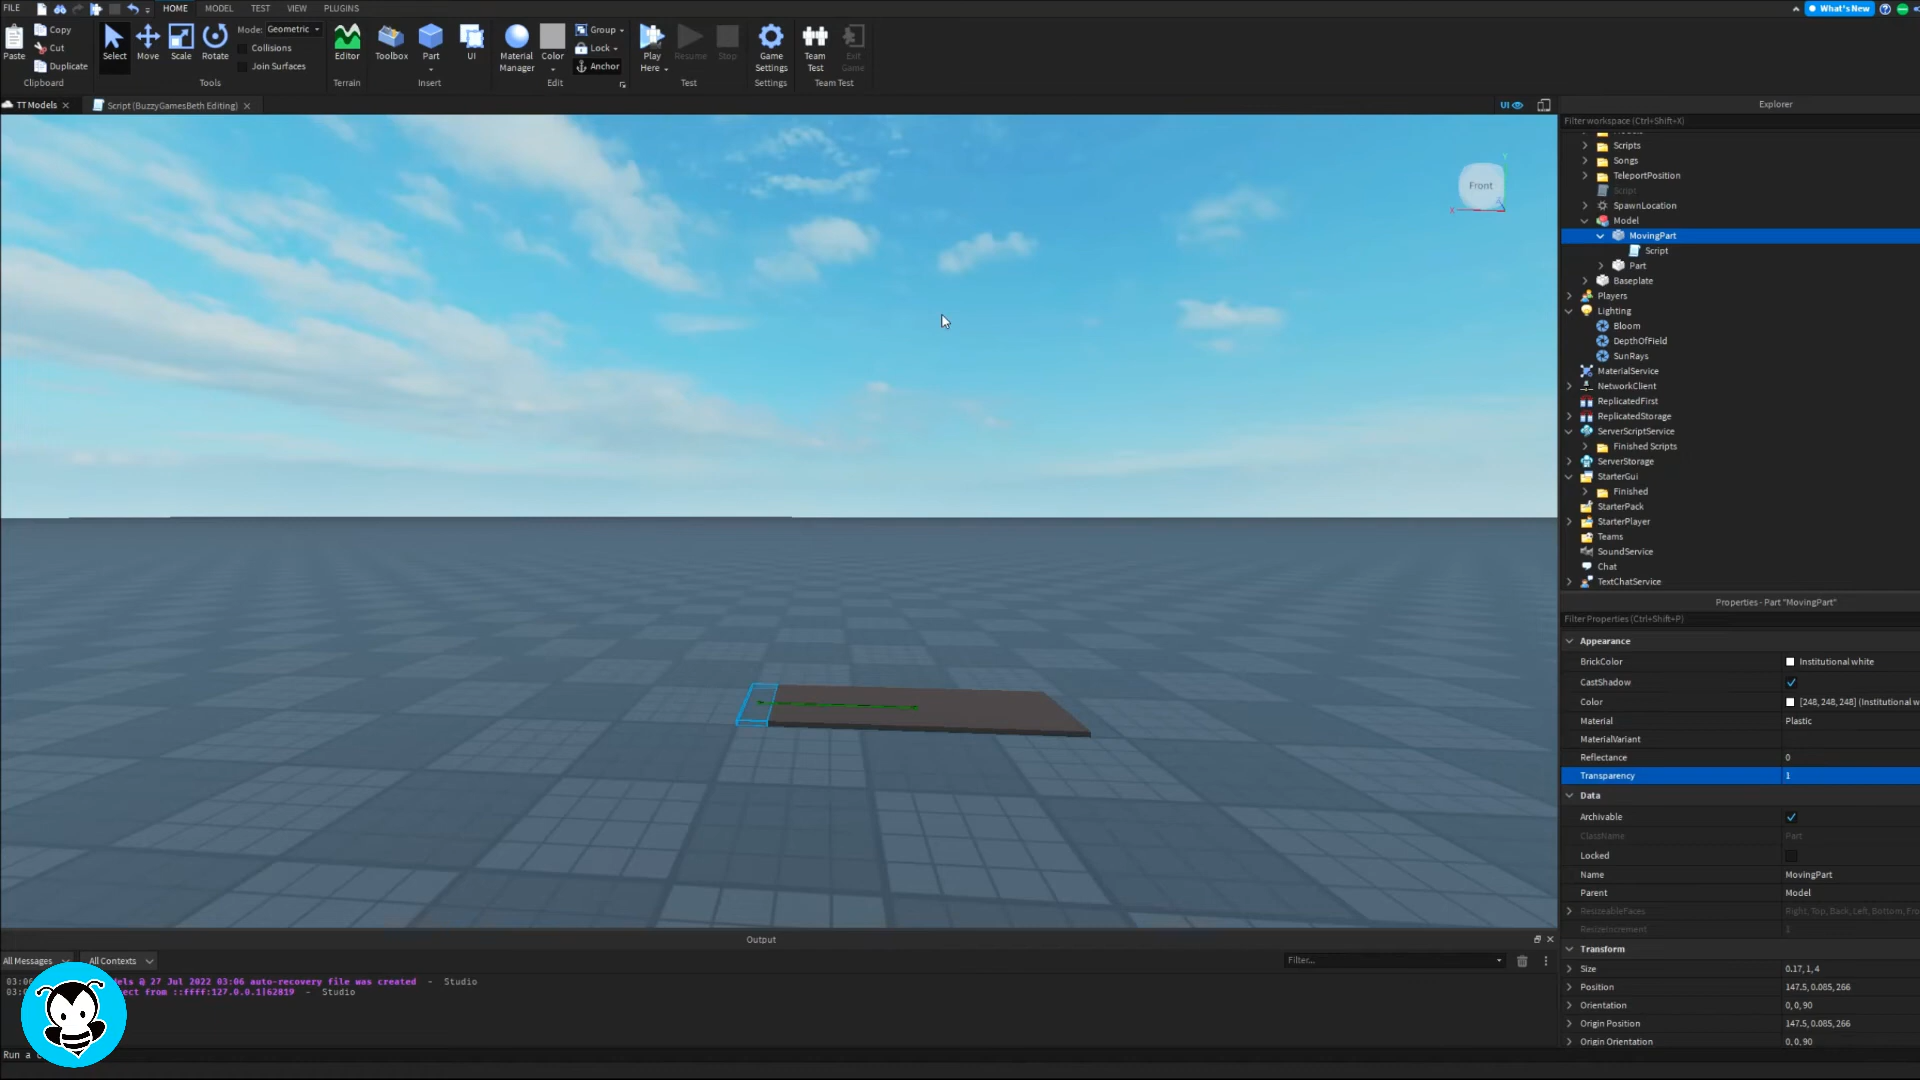 FILE HOME MODEL TEST VIEW PLUGINS What's New
Copy Mode: Geometric Group
Cut Collisions Lock
Paste Duplicate Select Move Scale Rotate Join Surfaces Editor Toolbox Part UI Material Manager Color Anchor Play Here Resume Stop Game Settings Team Test Exit Game
Clipboard Tools Terrain Insert Edit Test Settings Team Test
TT Models Script (BuzzyGamesBeth Editing) UI
Explorer
Filter workspace (Ctrl+Shift+X)
Scripts
Songs
TeleportPosition
Script
SpawnLocation
Model
MovingPart
Script
Part
Baseplate
Players
Lighting
Bloom
DepthOfField
SunRays
MaterialService
NetworkClient
ReplicatedFirst
ReplicatedStorage
ServerScriptService
Finished Scripts
ServerStorage
StarterGui
Finished
StarterPack
StarterPlayer
Teams
SoundService
Chat
TextChatService
Front
Y
X
Properties - Part "MovingPart"
Filter Properties (Ctrl+Shift+P)
Appearance
BrickColor Institutional white
CastShadow
Color [248, 248, 248] (Institutional w
Material Plastic
MaterialVariant
Reflectance 0
Transparency 1
Data
Archivable
ClassName Part
Locked
Name MovingPart
Parent Model
ResizeableFaces Right, Top, Back, Left, Bottom, Fro
ResizeIncrement 1
Transform
Size 0.17, 1, 4
Position 147.5, 0.085, 266
Orientation 0, 0, 90
Origin Position 147.5, 0.085, 266
Origin Orientation 0, 0, 90
Output
All Messages All Contexts Filter...
03:06 dels @ 27 Jul 2022 03:06 auto-recovery file was created - Studio
03:0 ect from ::ffff:127.0.0.1|62819 - Studio
Run a c